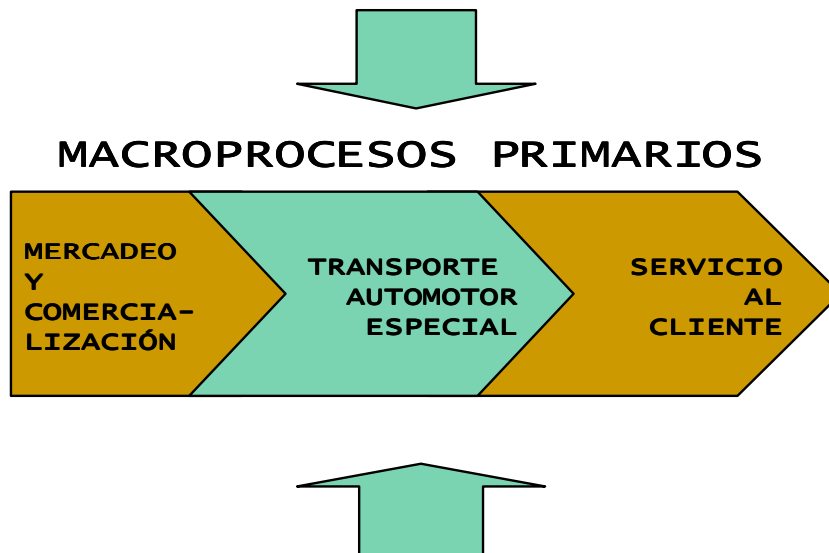 MACROPROCESOS PRIMARIOS
MERCADEO
Y
COMERCIA-
LIZACIÓN
TRANSPORTE
AUTOMOTOR
ESPECIAL
SERVICIO
AL
CLIENTE